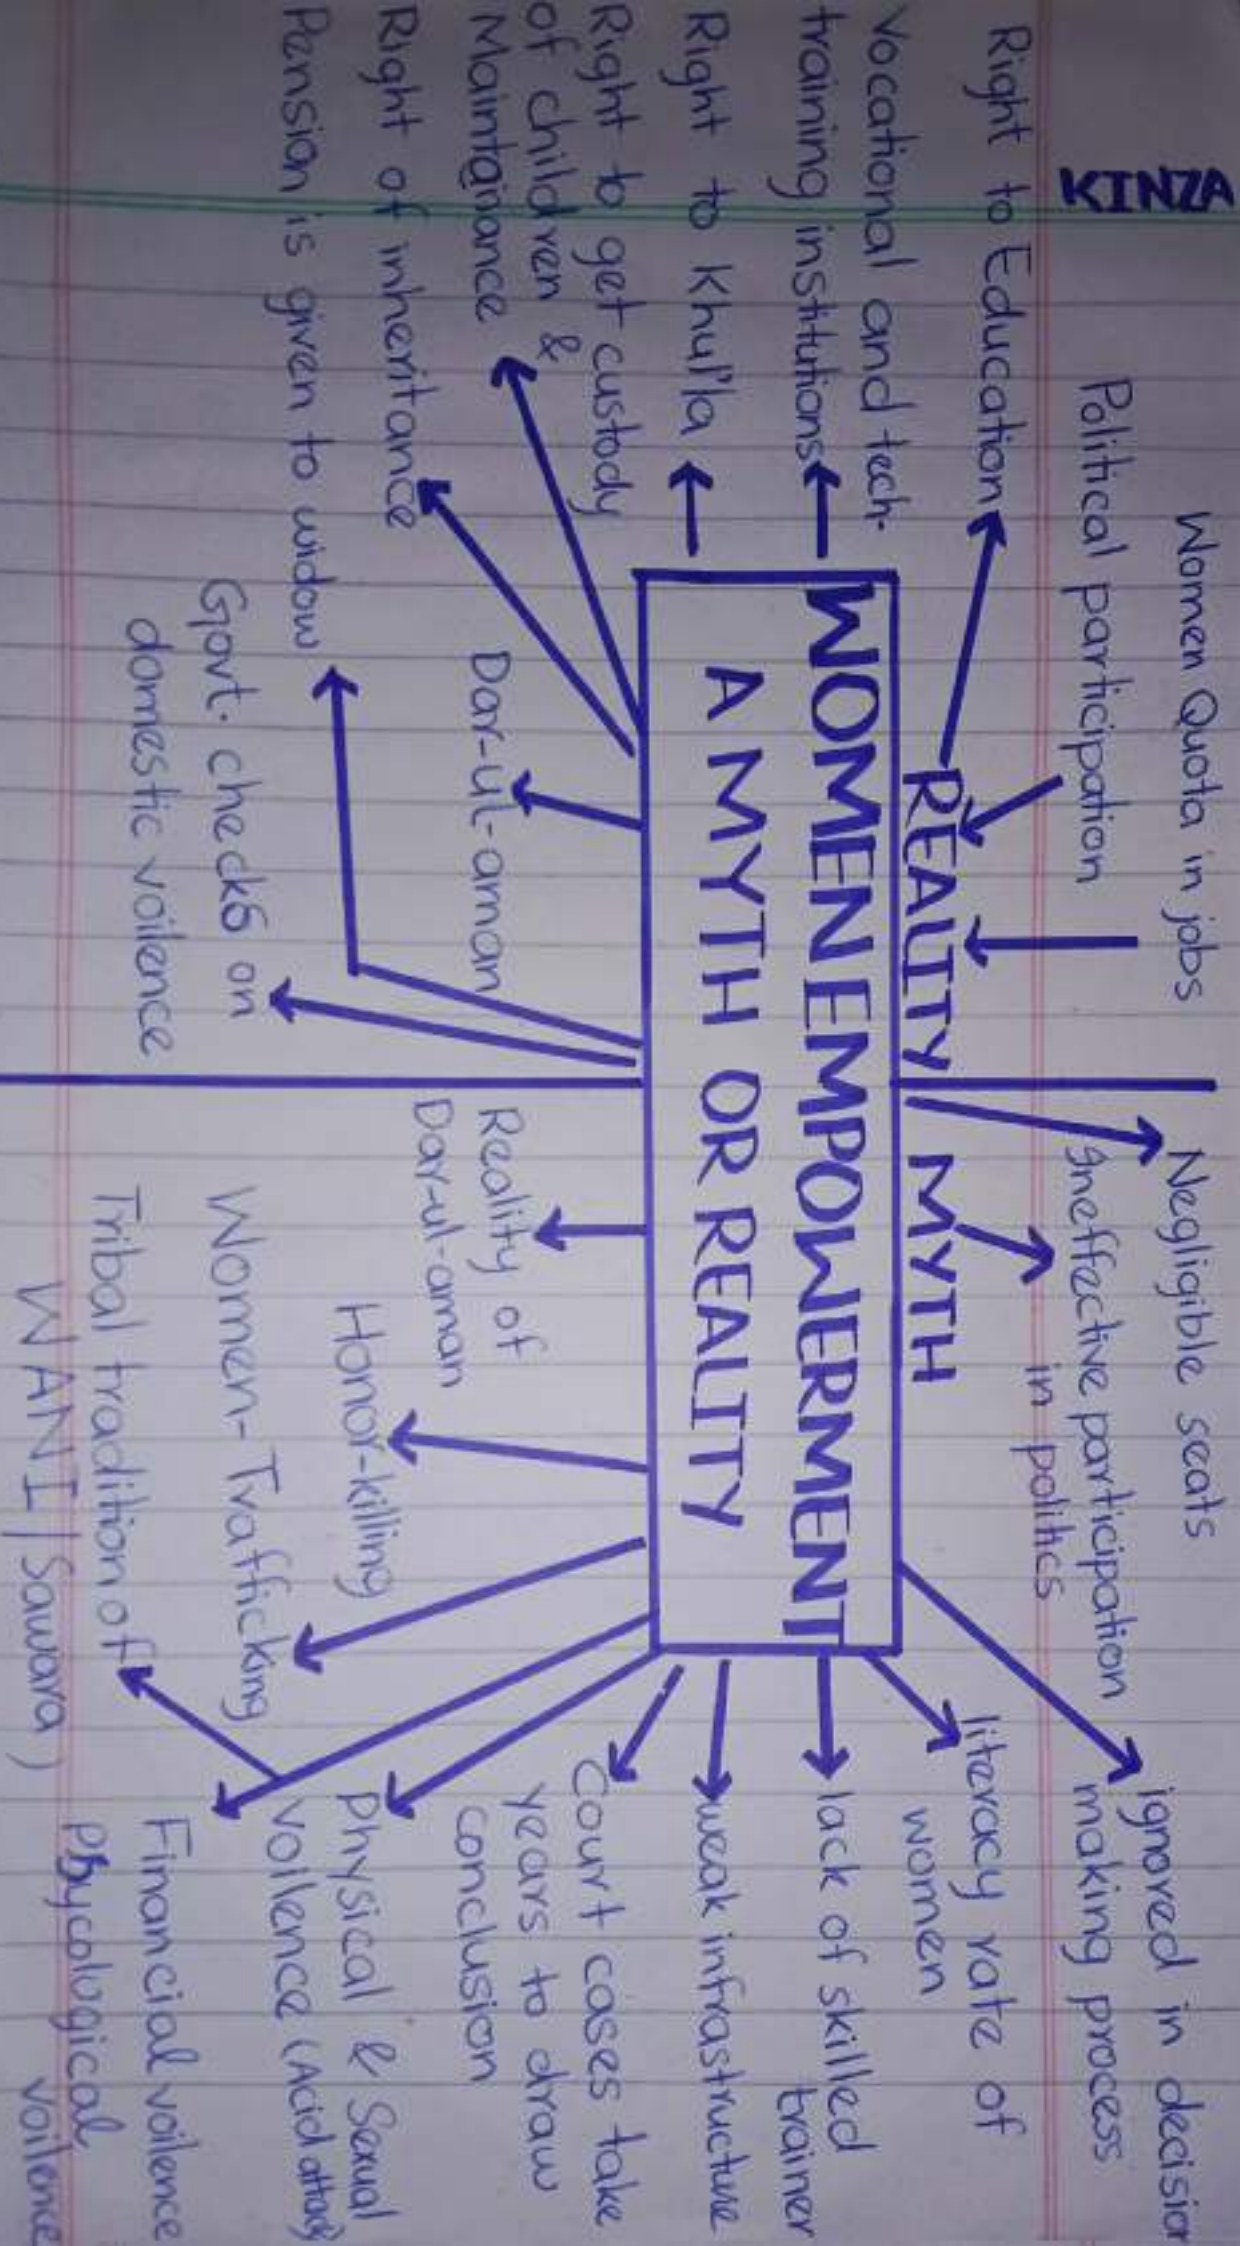 KINZA
Women Quota in jobs
Political participation
Right to Education
Vocational and tech-
training institutions
Right to Khul'la
Right to get custody
of children &
Maintainance
Right of inheritance
Pension is given to widow
Dar-ul-aman
Govt. checks on
domestic voilence
REALITY
MYTH
WOMEN EMPOWERMENT
A MYTH OR REALITY
Negligible seats
Ineffective participation
in politics
ignored in decision
making process
literacy rate of
women
lack of skilled
trainer
weak infrastructure
Court cases take
years to draw
conclusion
Physical & Sexual
voilence (Acid attack)
Financial voilence
Psycological
voilence
Reality of
Dar-ul-aman
Honor-killing
Women-Trafficking
Tribal tradition of
WANI / Sawara)